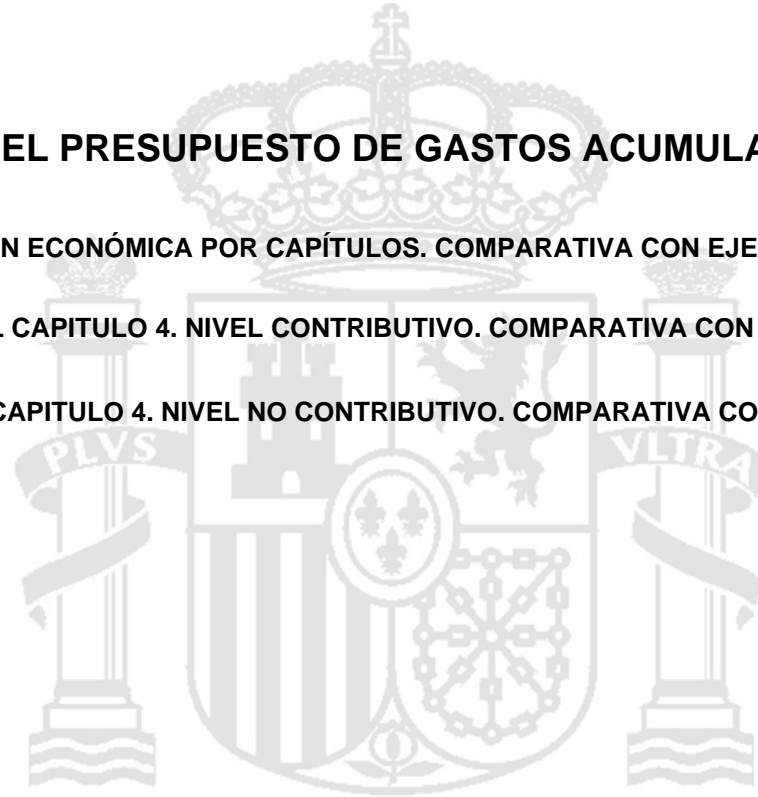 EL PRESUPUESTO DE GASTOS ACUMULA
N ECONÓMICA POR CAPÍTULOS. COMPARATIVA CON EJE
CAPITULO 4. NIVEL CONTRIBUTIVO. COMPARATIVA CON
CAPITULO 4. NIVEL NO CONTRIBUTIVO. COMPARATIVA CO
PLVS VLTRA